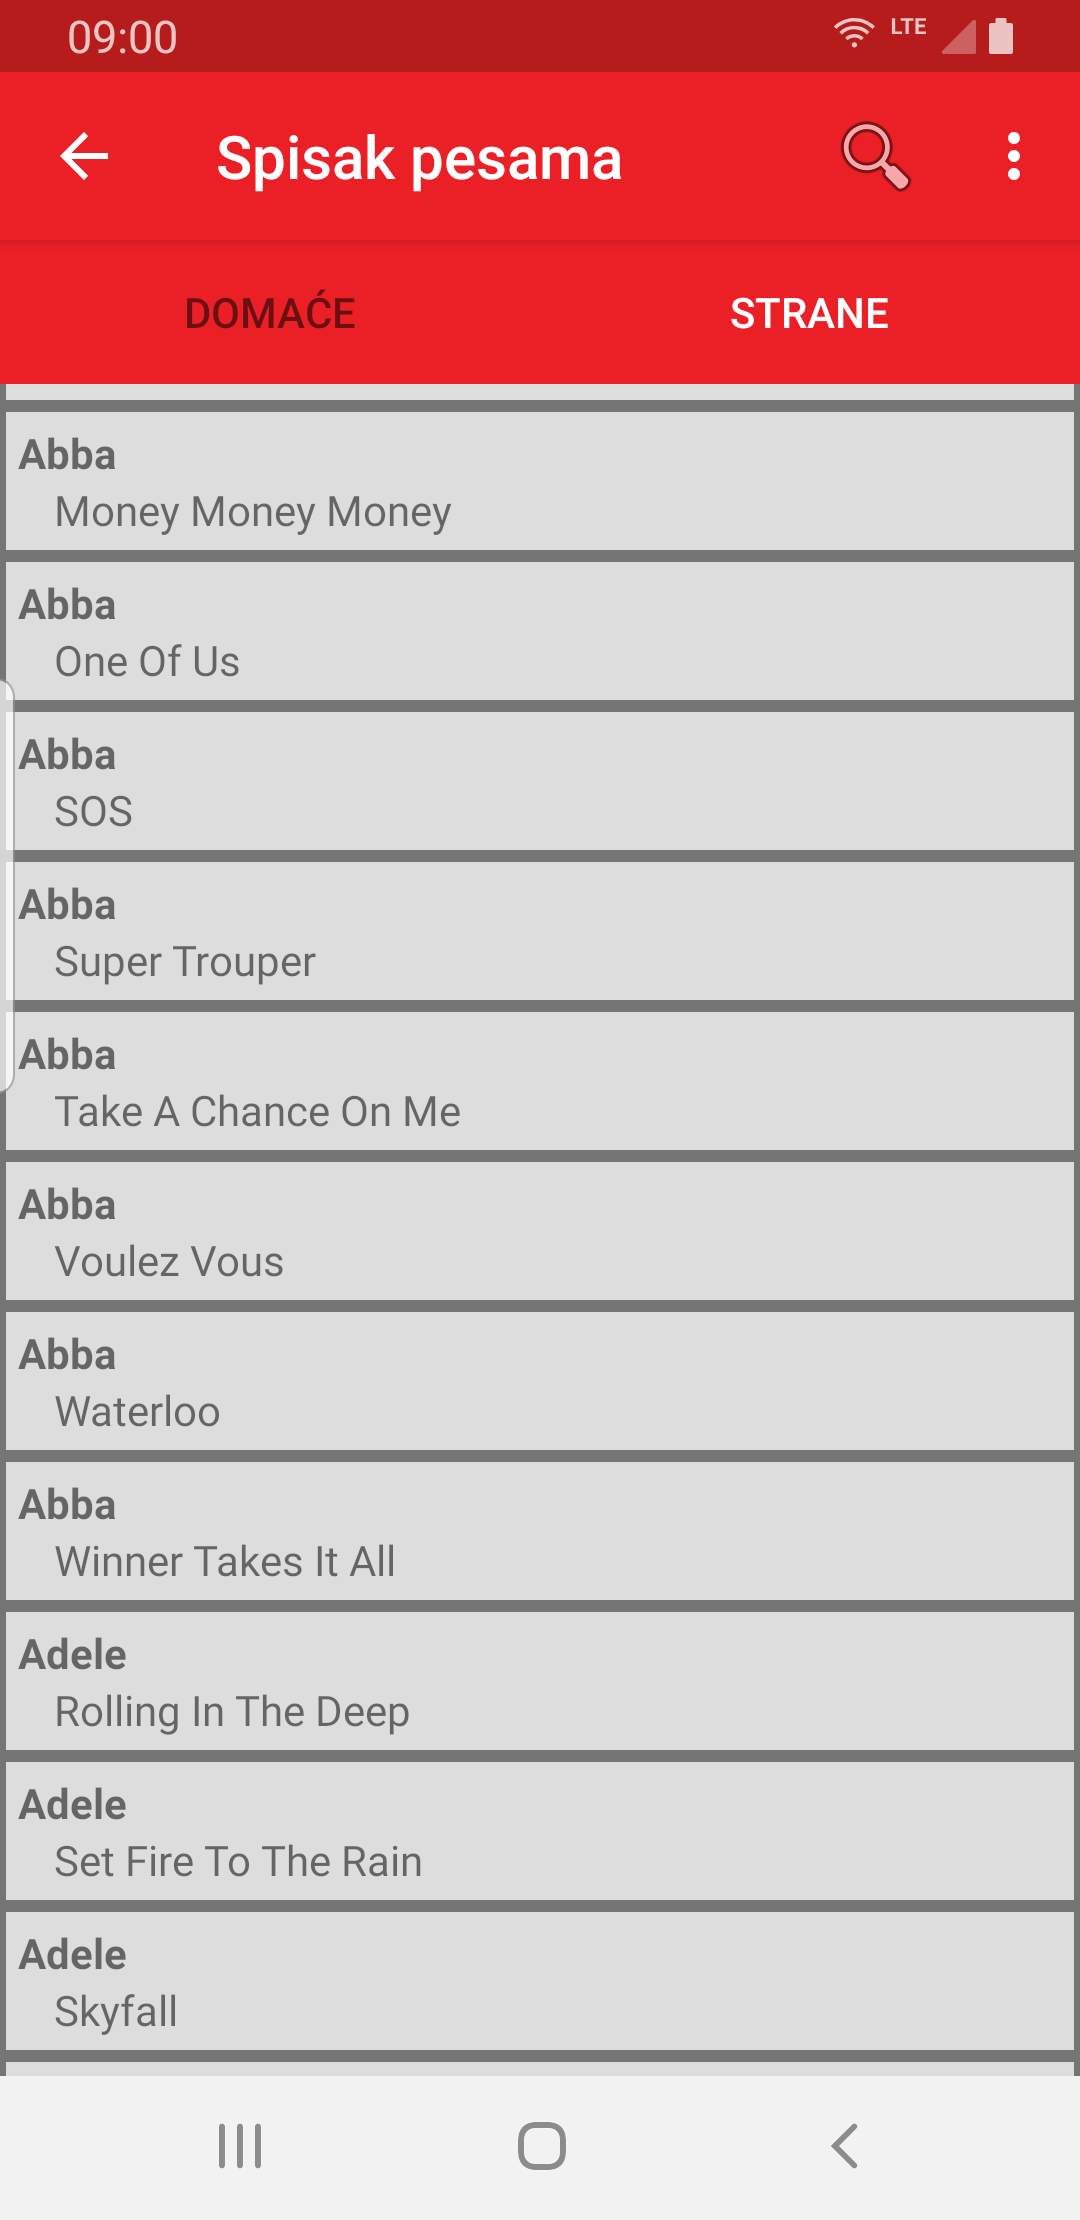 09:00
LTE
Spisak pesama
DOMAĆE
STRANE
Abba
Money Money Money
Abba
One Of Us
Abba
SOS
Abba
Super Trouper
Abba
Take A Chance On Me
Abba
Voulez Vous
Abba
Waterloo
Abba
Winner Takes It All
Adele
Rolling In The Deep
Adele
Set Fire To The Rain
Adele
Skyfall